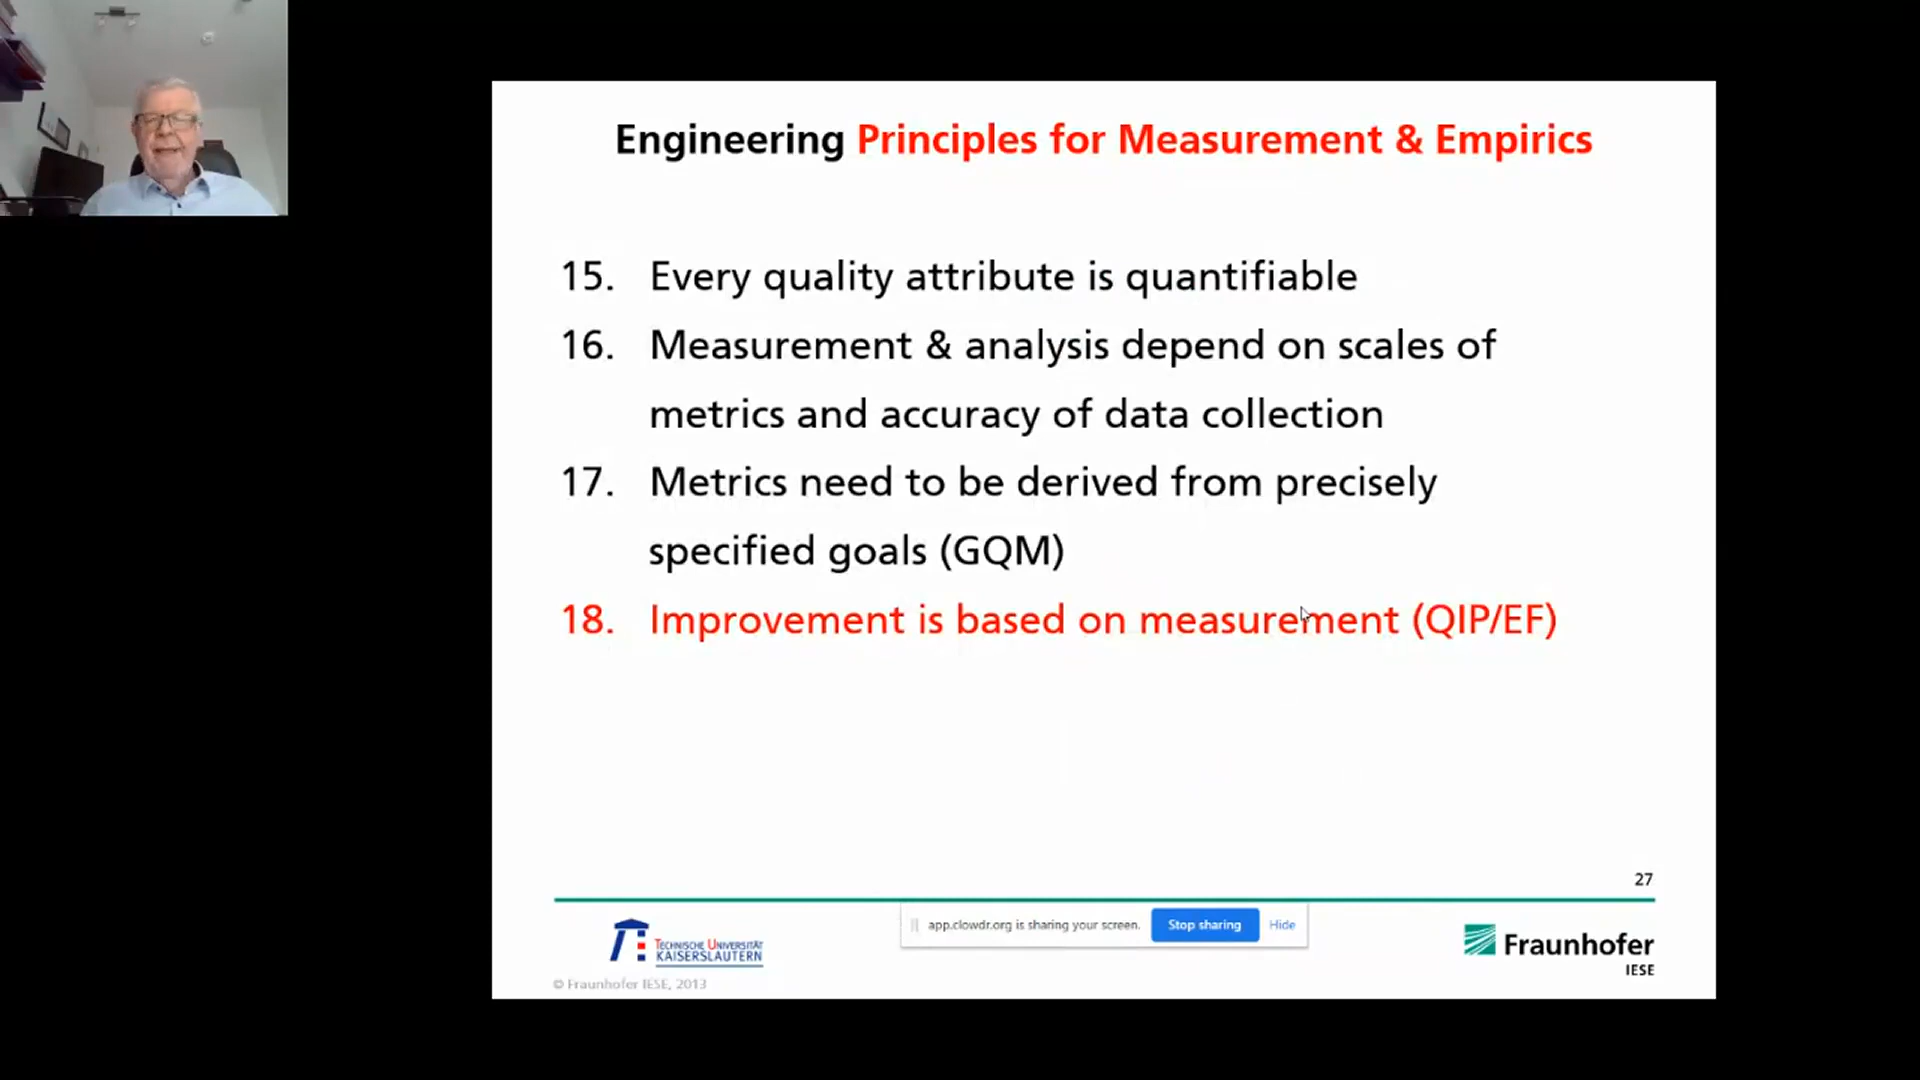 Engineering Principles for Measurement & Empirics
15. Every quality attribute is quantifiable
16. Measurement & analysis depend on scales of
metrics and accuracy of data collection
17. Metrics need to be derived from precisely
specified goals (GQM)
18. Improvement is based on measurement (QIP/EF)
27
TECHNISCHE UNIVERSITÄT
KAISERSLAUTERN
app.clowdr.org is sharing your screen. Stop sharing Hide
Fraunhofer
IESE
© Fraunhofer IESE, 2013